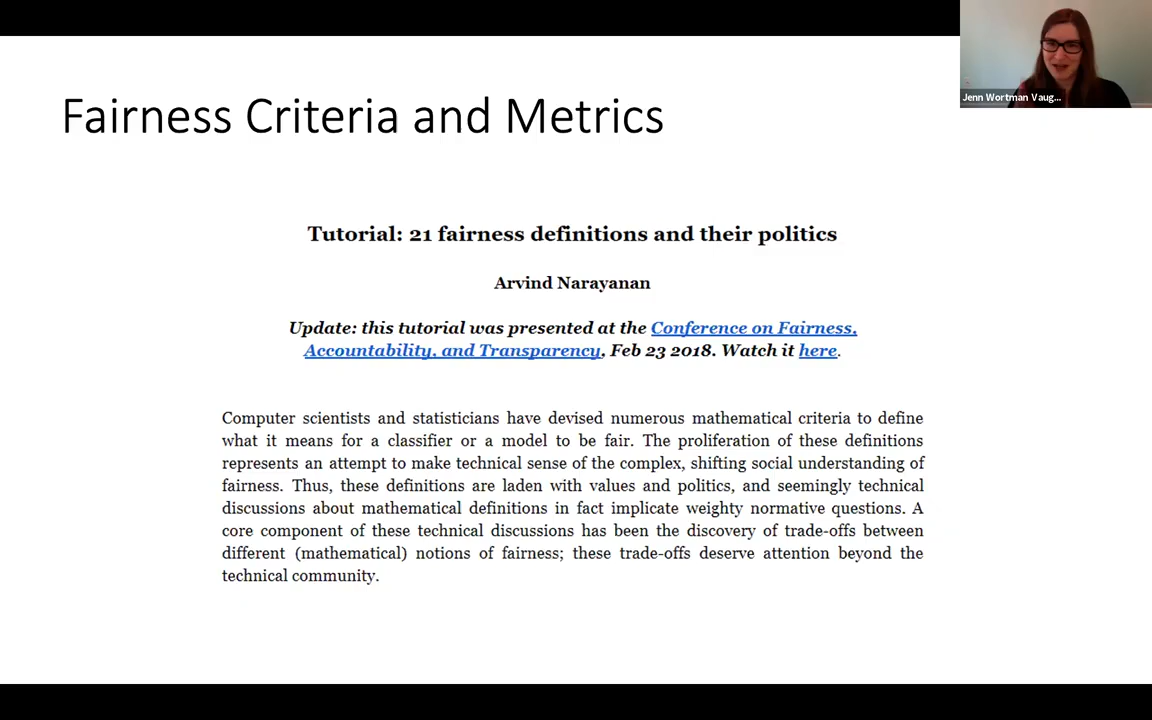 Fairness Criteria and Metrics
Jenn Wortman Vaug...
Tutorial: 21 fairness definitions and their politics
Arvind Narayanan
Update: this tutorial was presented at the Conference on Fairness,
Accountability, and Transparency, Feb 23 2018. Watch it here.
Computer scientists and statisticians have devised numerous mathematical criteria to define
what it means for a classifier or a model to be fair. The proliferation of these definitions
represents an attempt to make technical sense of the complex, shifting social understanding of
fairness. Thus, these definitions are laden with values and politics, and seemingly technical
discussions about mathematical definitions in fact implicate weighty normative questions. A
core component of these technical discussions has been the discovery of trade-offs between
different (mathematical) notions of fairness; these trade-offs deserve attention beyond the
technical community.